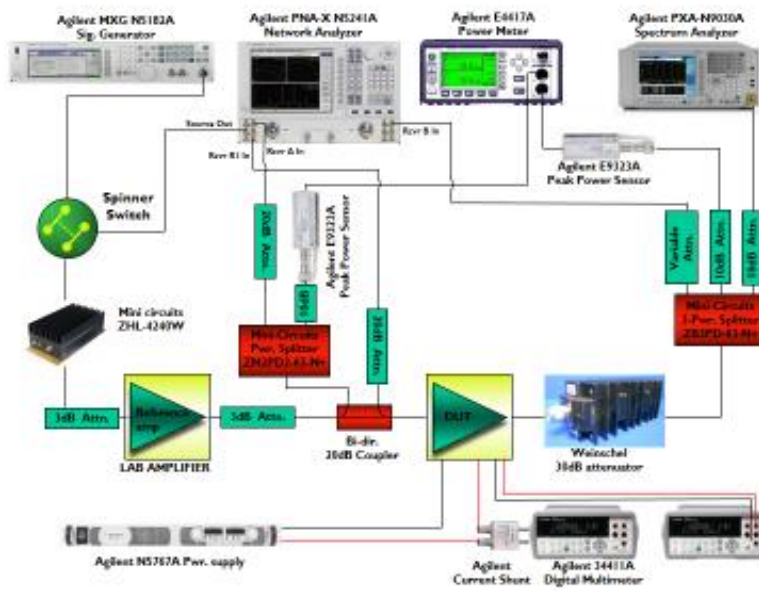 Agilent MXG N5182A
Sig. Generator
Agilent PNA-X N5241A
Network Analyzer
Agilent E4417A
Power Meter
Agilent PXA-N9030A
Spectrum Analyzer
Source Out
Rcvr R1 In
Rcvr A In
Rcvr B In
Agilent E9323A
Peak Power Sensor
Spinner
Switch
20dB Attn.
Agilent E9323A
Peak Power Sensor
10dB
20dB Attn.
Variable
Attn.
10dB Attn.
10dB Attn.
Mini circuits
ZHL-4240W
Mini-Circuits
Pwr. Splitter
Mini-Circuits
3-Pwr. Splitter
3dB Attn.
Reference
amp
LAB AMPLIFIER
3dB Attn.
Bi-dir.
20dB Coupler
DUT
Weinschel
30dB attenuator
Agilent N5767A Pwr. supply
Agilent
Current Shunt
Agilent 34411A
Digital Multimeter